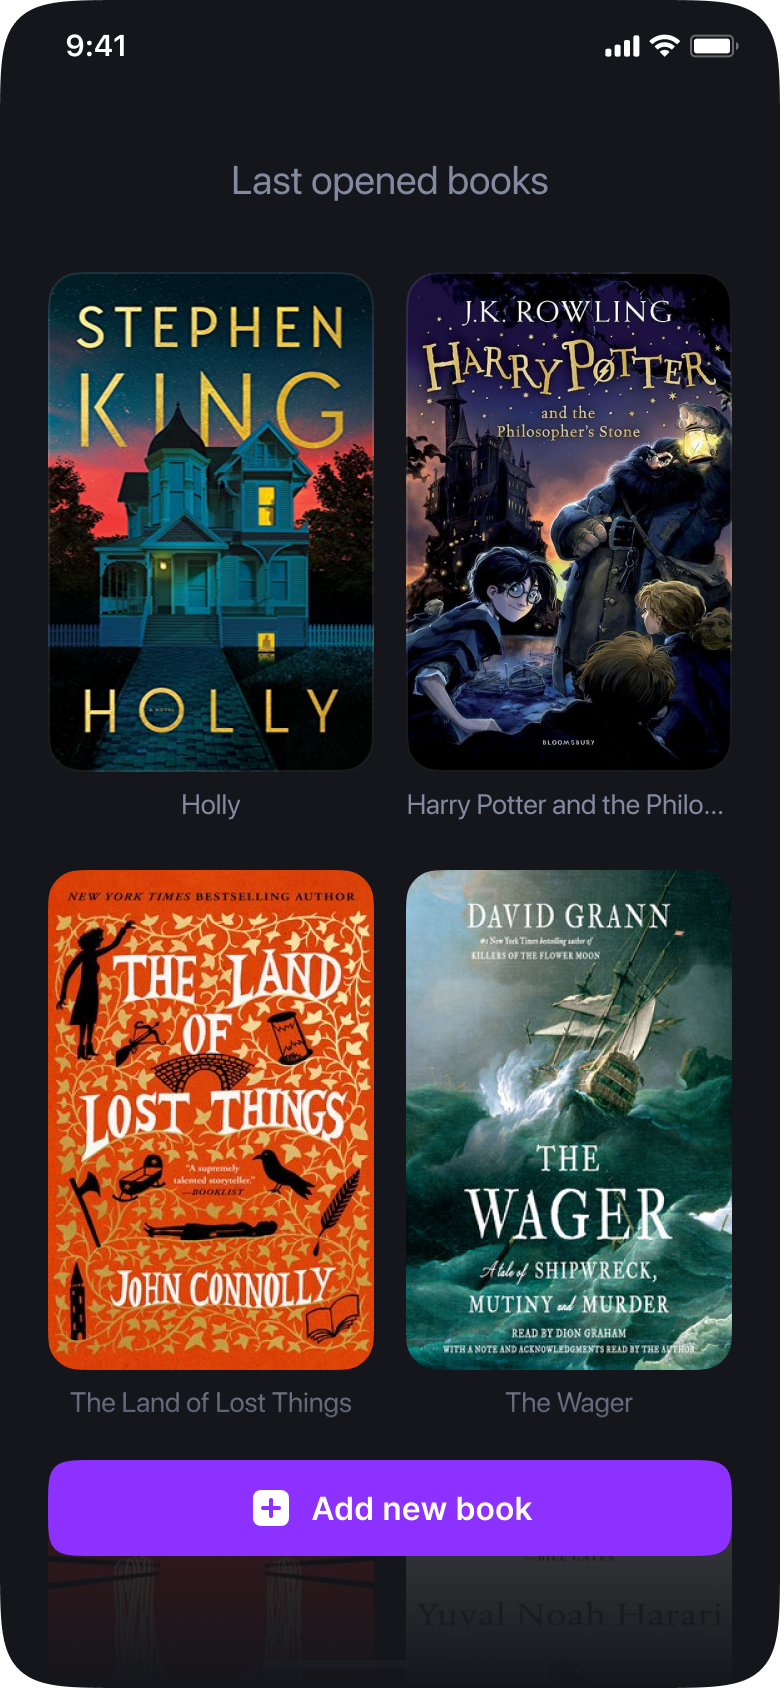 9:41
Last opened books
STEPHEN
KING
A NOVEL
HOLLY
Holly
J.K. ROWLING
HARRY POTTER
and the
Philosopher's Stone
BLOOMSBURY
Harry Potter and the Philo...
NEW YORK TIMES BESTSELLING AUTHOR
THE LAND
OF
LOST THINGS
"A supremely
talented storyteller."
—BOOKLIST
JOHN CONNOLLY
The Land of Lost Things
DAVID GRANN
#1 New York Times bestselling author of
KILLERS OF THE FLOWER MOON
THE
WAGER
A tale of SHIPWRECK,
MUTINY and MURDER
READ BY DION GRAHAM
WITH A NOTE AND ACKNOWLEDGMENTS READ BY THE AUTHOR
The Wager
Add new book
—BILL GATES
Yuval Noah Harari